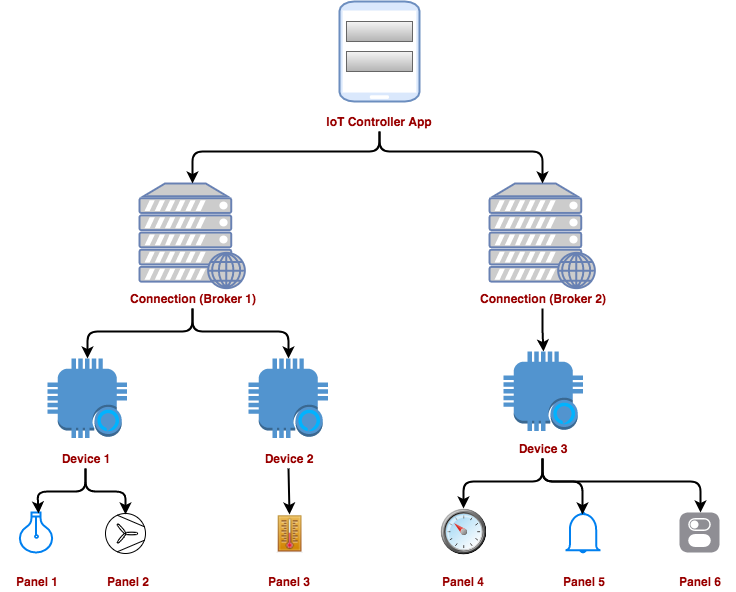 IoT Controller App
Connection (Broker 1)
Connection (Broker 2)
Device 1
Device 2
Device 3
Panel 1
Panel 2
Panel 3
Panel 4
Panel 5
Panel 6